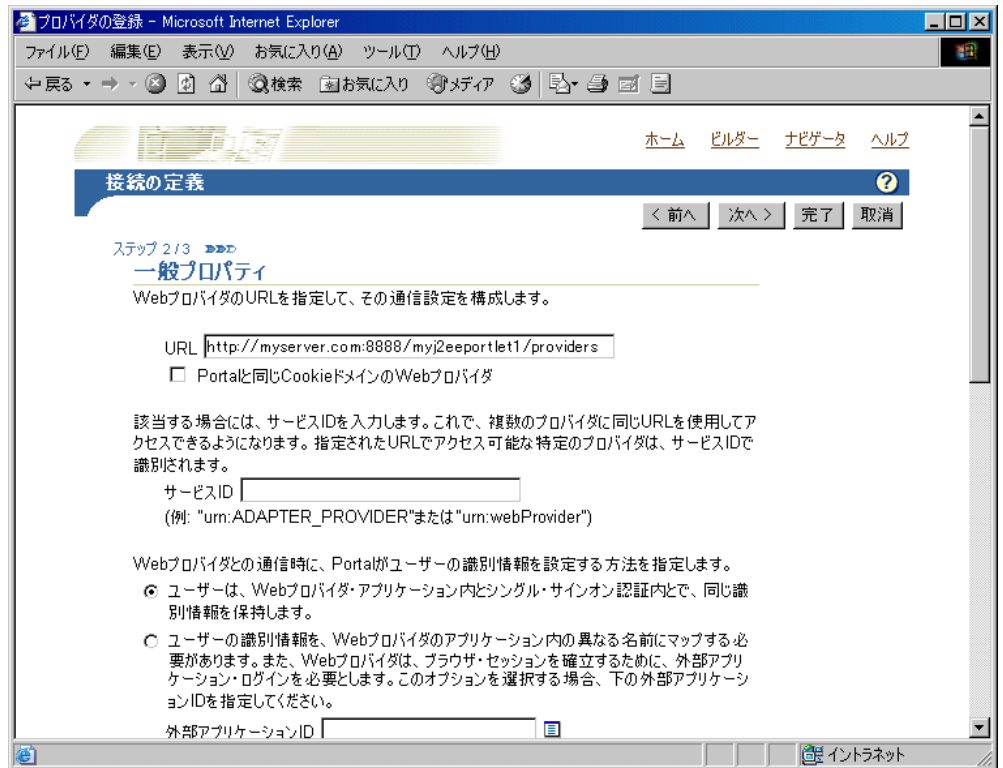 プロバイダの登録 - Microsoft Internet Explorer
ファイル(F) 編集(E) 表示(V) お気に入り(A) ツール(T) ヘルプ(H)
戻る 検索 お気に入り メディア
ホーム ビルダー ナビゲータ ヘルプ
接続の定義 ?
< 前へ 次へ > 完了 取消
ステップ 2/3
一般プロパティ
WebプロバイダのURLを指定して、その通信設定を構成します。
URL http://myserver.com:8888/myj2eeportlet1/providers
Portalと同じCookieドメインのWebプロバイダ
該当する場合には、サービスIDを入力します。これで、複数のプロバイダに同じURLを使用してア
クセスできるようになります。指定されたURLでアクセス可能な特定のプロバイダは、サービスIDで
識別されます。
サービスID
(例: "urn:ADAPTER_PROVIDER"または"urn:webProvider")
Webプロバイダとの通信時に、Portalがユーザーの識別情報を設定する方法を指定します。
ユーザーは、Webプロバイダ・アプリケーション内とシングル・サインオン認証内とで、同じ識
別情報を保持します。
ユーザーの識別情報を、Webプロバイダのアプリケーション内の異なる名前にマップする必
要があります。また、Webプロバイダは、ブラウザ・セッションを確立するために、外部アプリ
ケーション・ログインを必要とします。このオプションを選択する場合、下の外部アプリケーシ
ョンIDを指定してください。
外部アプリケーションID
イントラネット